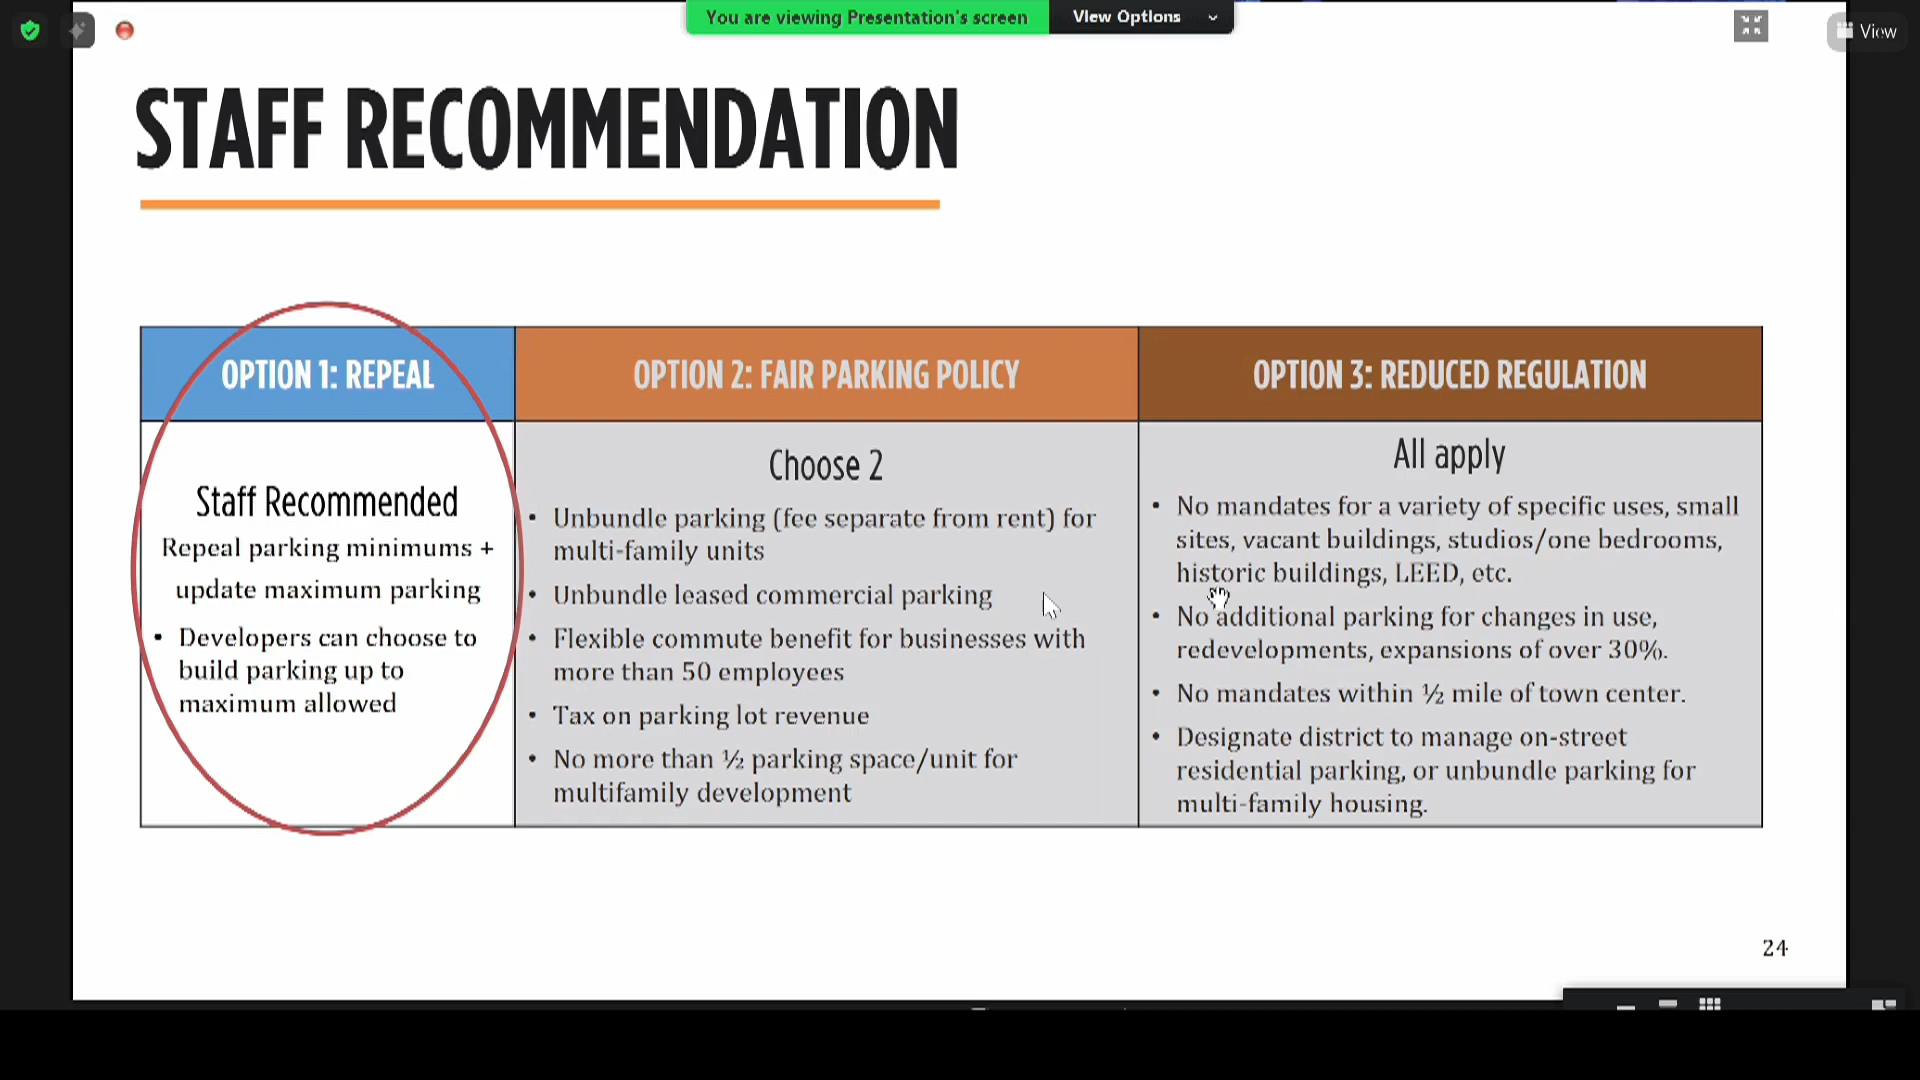 You are viewing Presentation's screen
View Options
View
STAFF RECOMMENDATION
OPTION 1: REPEAL
Staff Recommended
Repeal parking minimums +
update maximum parking
• Developers can choose to
build parking up to
maximum allowed
OPTION 2: FAIR PARKING POLICY
Choose 2
• Unbundle parking (fee separate from rent) for
multi-family units
• Unbundle leased commercial parking
• Flexible commute benefit for businesses with
more than 50 employees
• Tax on parking lot revenue
• No more than ½ parking space/unit for
multifamily development
OPTION 3: REDUCED REGULATION
All apply
• No mandates for a variety of specific uses, small
sites, vacant buildings, studios/one bedrooms,
historic buildings, LEED, etc.
• No additional parking for changes in use,
redevelopments, expansions of over 30%.
• No mandates within ½ mile of town center.
• Designate district to manage on-street
residential parking, or unbundle parking for
multi-family housing.
24